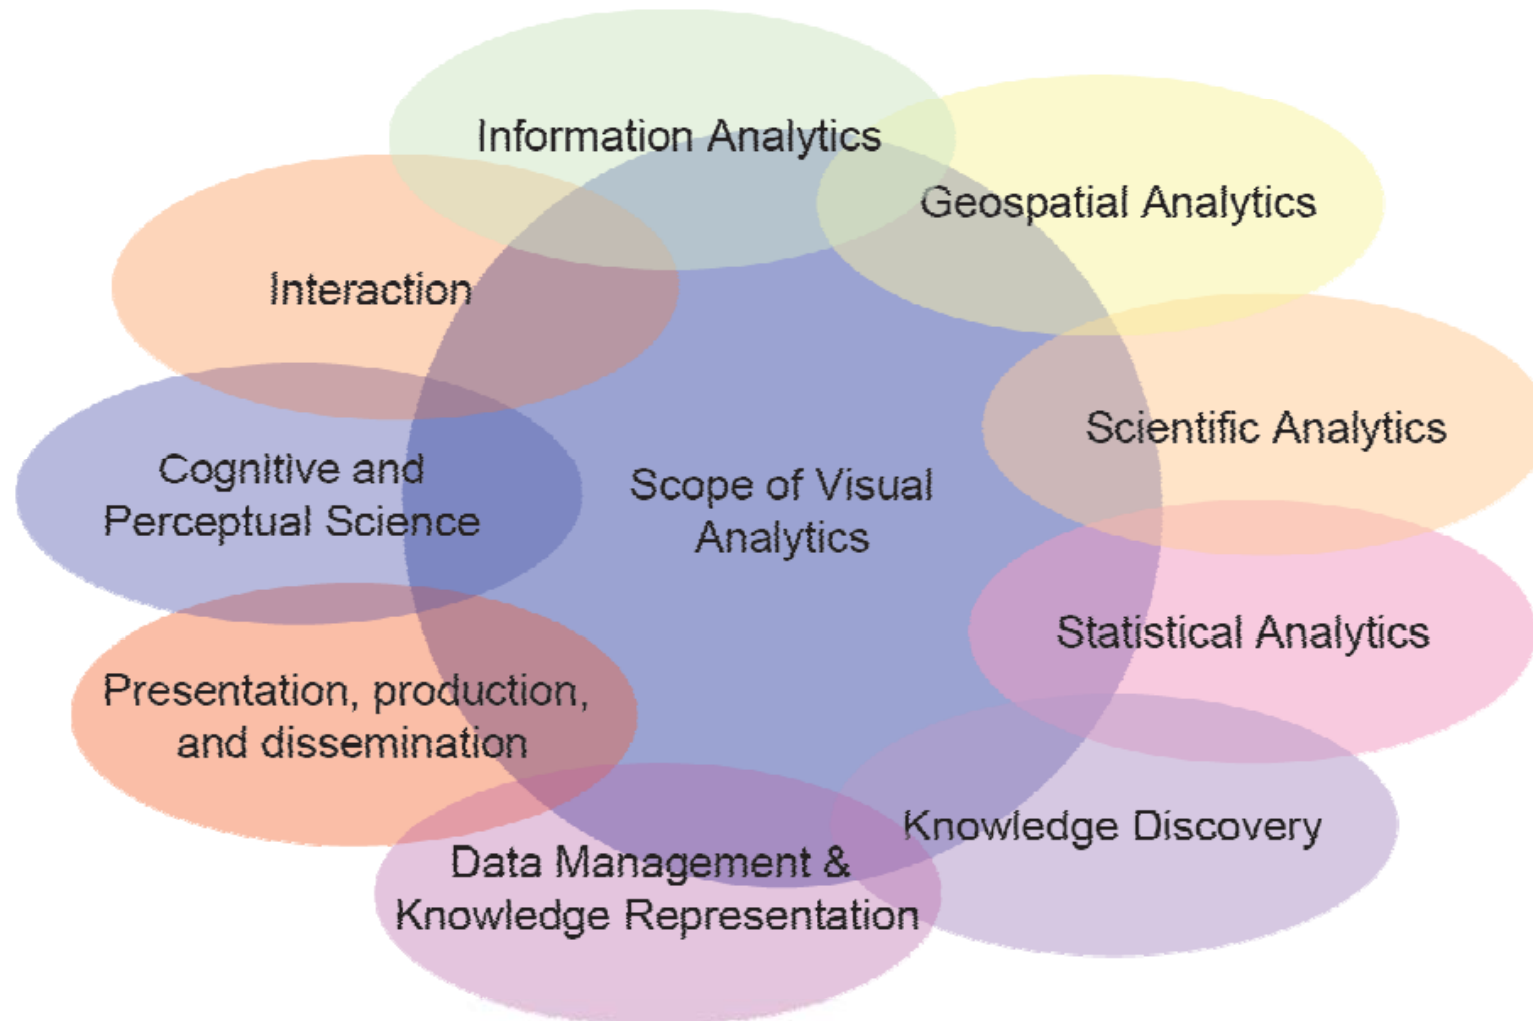 Information Analytics
Geospatial Analytics
Interaction
Scientific Analytics
Cognitive and
Perceptual Science
Scope of Visual
Analytics
Statistical Analytics
Presentation, production,
and dissemination
Knowledge Discovery
Data Management &
Knowledge Representation